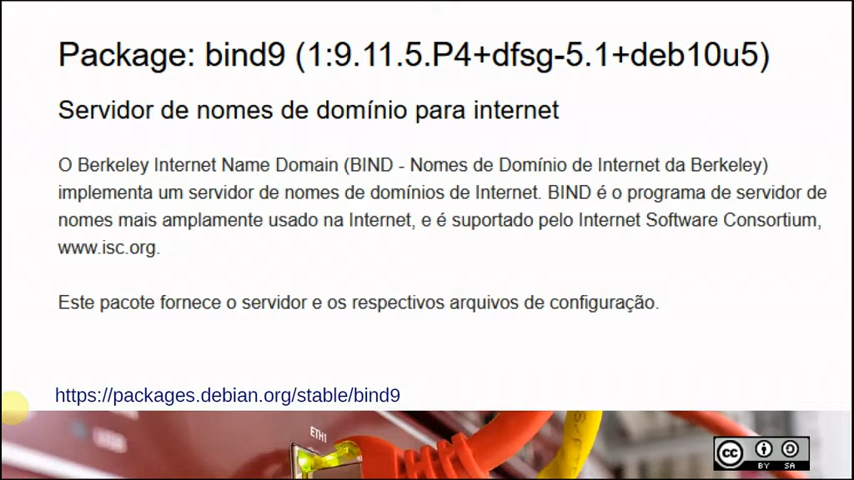 Package: bind9 (1:9.11.5.P4+dfsg-5.1+deb10u5)
Servidor de nomes de domínio para internet
O Berkeley Internet Name Domain (BIND - Nomes de Domínio de Internet da Berkeley)
implementa um servidor de nomes de domínios de Internet. BIND é o programa de servidor de
nomes mais amplamente usado na Internet, e é suportado pelo Internet Software Consortium,
www.isc.org.
Este pacote fornece o servidor e os respectivos arquivos de configuração.
https://packages.debian.org/stable/bind9
ETH1
cc
BY SA